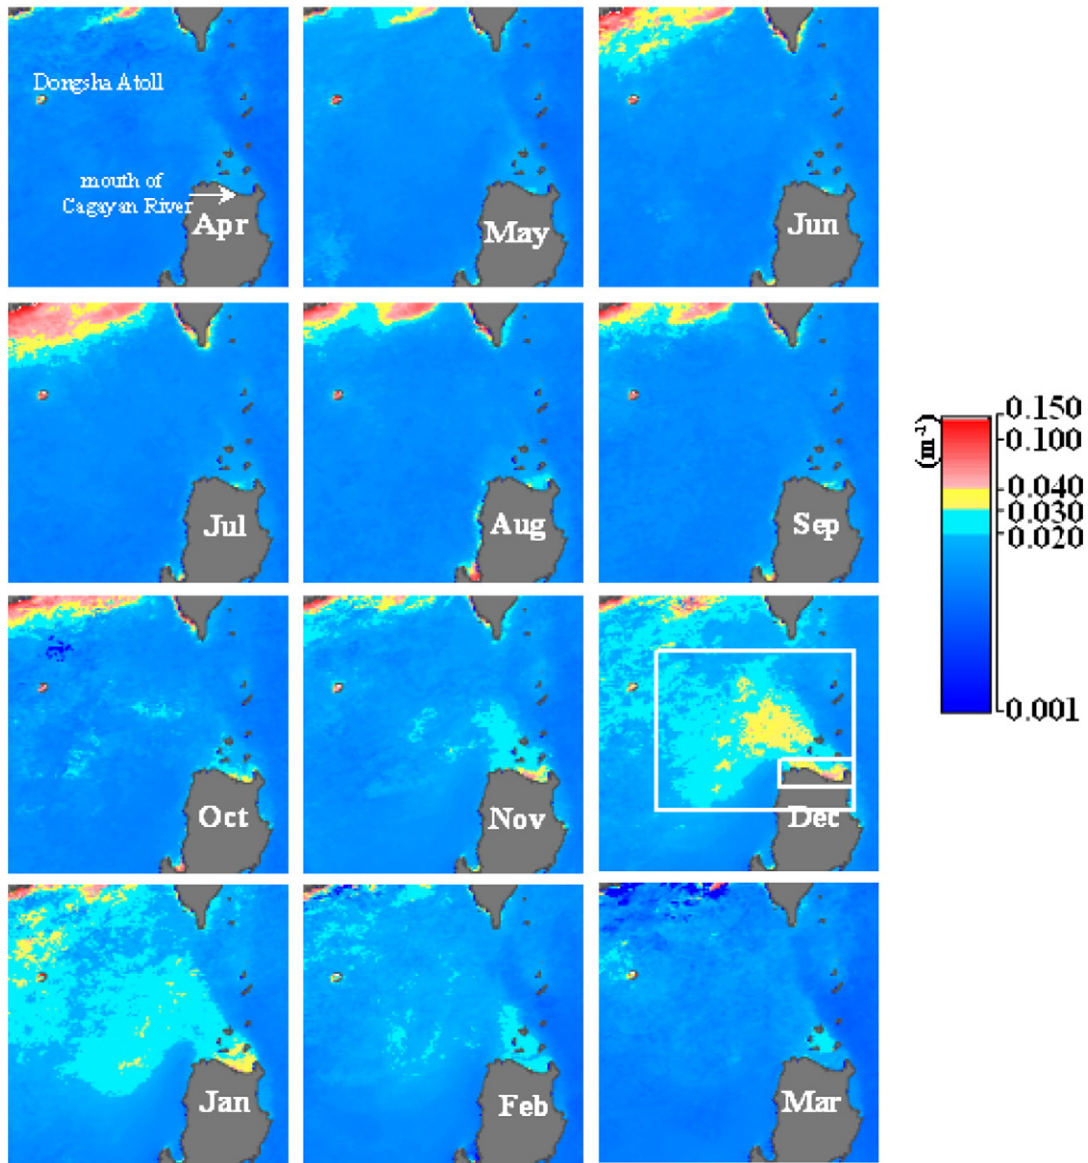 Dongsha Atoll
mouth of
Cagayan River
Apr
May
Jun
Jul
Aug
Sep
(m⁻¹)
0.150
0.100
0.040
0.030
0.020
0.001
Oct
Nov
Dec
Jan
Feb
Mar